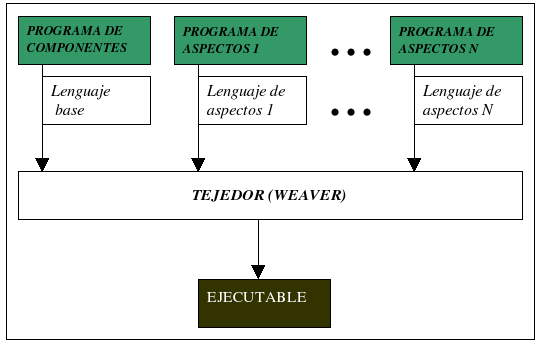 PROGRAMA DE
COMPONENTES
PROGRAMA DE
ASPECTOS 1
PROGRAMA DE
ASPECTOS N
Lenguaje
base
Lenguaje de
aspectos 1
Lenguaje de
aspectos N
TEJEDOR (WEAVER)
EJECUTABLE